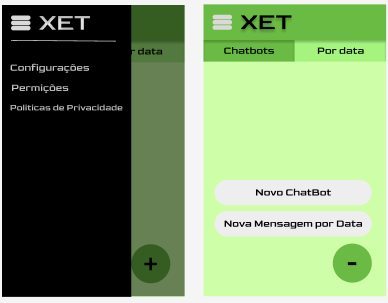 XET
r data
Configurações
Permições
Politicas de Privacidade
+
XET
Chatbots Por data
Novo ChatBot
Nova Mensagem por Data
-